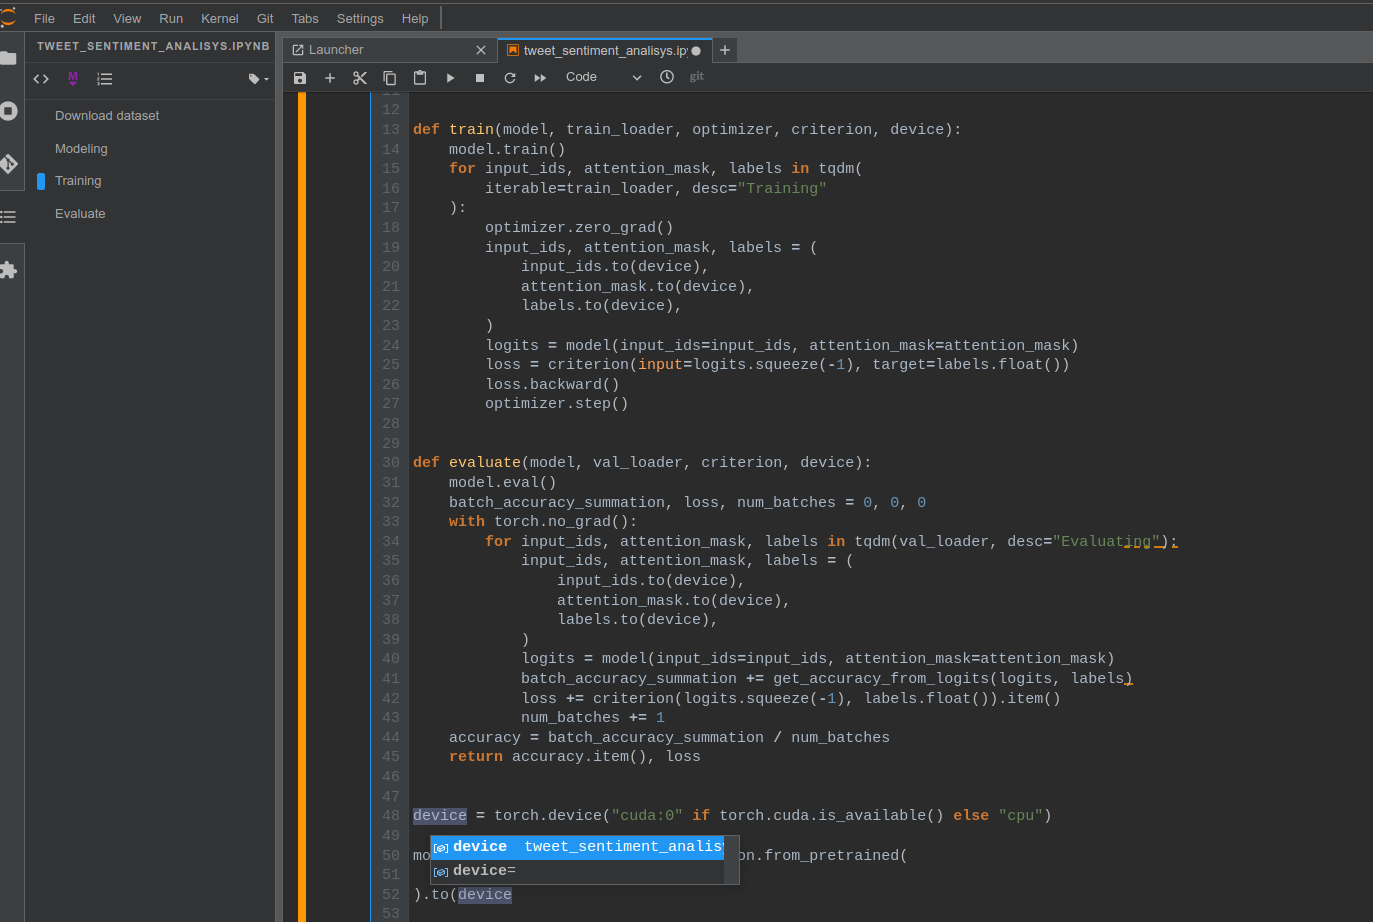 File Edit View Run Kernel Git Tabs Settings Help
TWEET_SENTIMENT_ANALISYS.IPYNB
Launcher
tweet_sentiment_analisys.ipy
M
Code
git
Download dataset
Modeling
Training
Evaluate
11
12
13 def train(model, train_loader, optimizer, criterion, device):
14 model.train()
15 for input_ids, attention_mask, labels in tqdm(
16 iterable=train_loader, desc="Training"
17 ):
18 optimizer.zero_grad()
19 input_ids, attention_mask, labels = (
20 input_ids.to(device),
21 attention_mask.to(device),
22 labels.to(device),
23 )
24 logits = model(input_ids=input_ids, attention_mask=attention_mask)
25 loss = criterion(input=logits.squeeze(-1), target=labels.float())
26 loss.backward()
27 optimizer.step()
28
29
30 def evaluate(model, val_loader, criterion, device):
31 model.eval()
32 batch_accuracy_summation, loss, num_batches = 0, 0, 0
33 with torch.no_grad():
34 for input_ids, attention_mask, labels in tqdm(val_loader, desc="Evaluating"):
35 input_ids, attention_mask, labels = (
36 input_ids.to(device),
37 attention_mask.to(device),
38 labels.to(device),
39 )
40 logits = model(input_ids=input_ids, attention_mask=attention_mask)
41 batch_accuracy_summation += get_accuracy_from_logits(logits, labels)
42 loss += criterion(logits.squeeze(-1), labels.float()).item()
43 num_batches += 1
44 accuracy = batch_accuracy_summation / num_batches
45 return accuracy.item(), loss
46
47
48 device = torch.device("cuda:0" if torch.cuda.is_available() else "cpu")
49
device tweet_sentiment_analis
50 mo on.from_pretrained(
51
device=
52 ).to(device
53